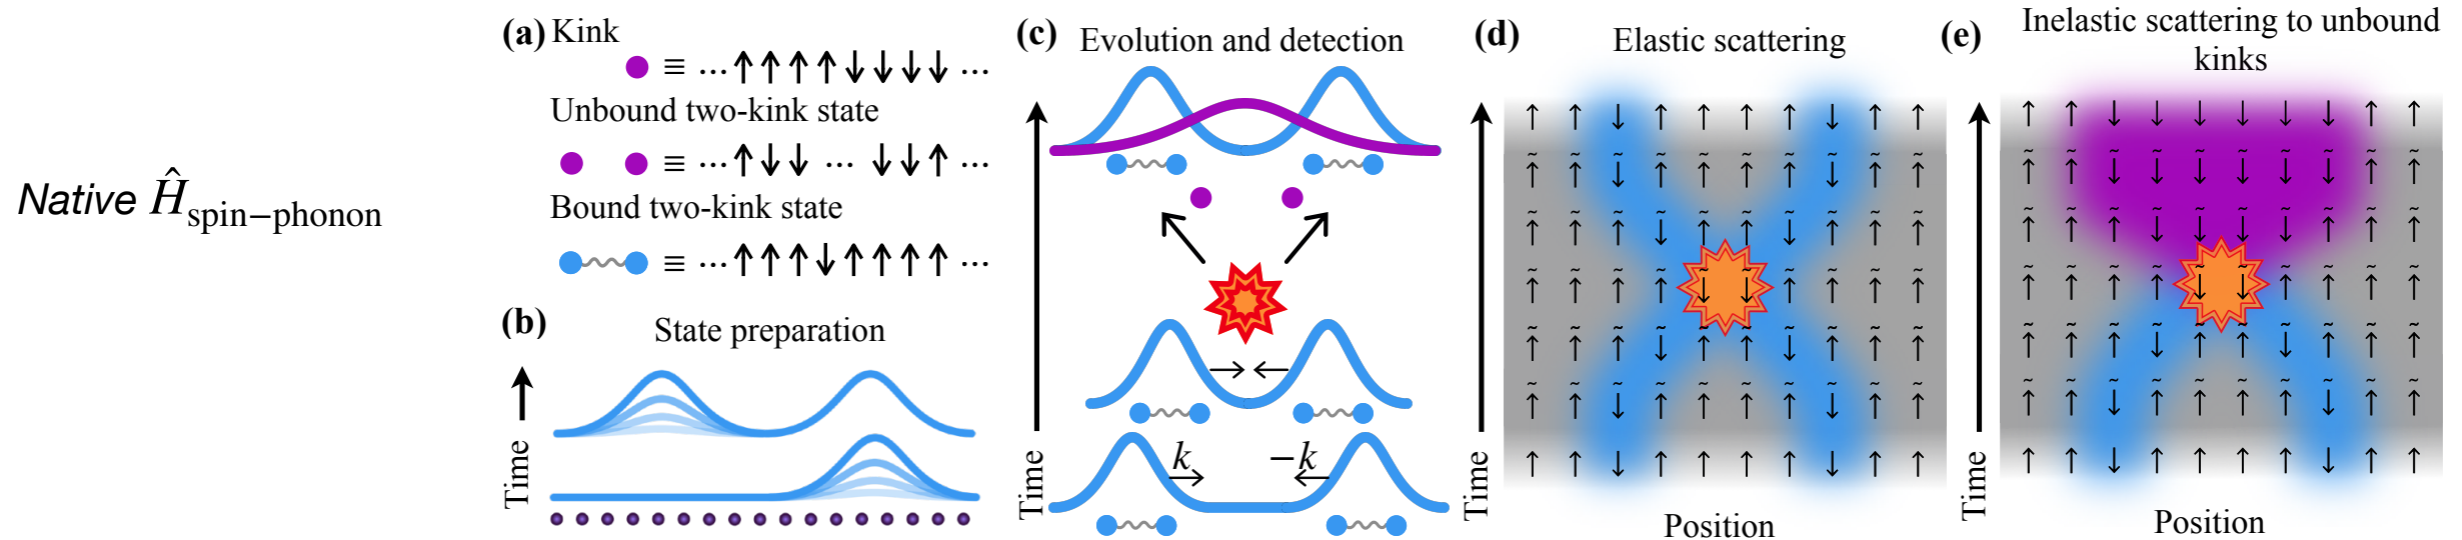 Native Ĥ_spin−phonon
(a) Kink
≡ ...↑↑↑↑↓↓↓↓...
Unbound two-kink state
≡ ...↑↓↓ ... ↓↓↑...
Bound two-kink state
≡ ...↑↑↑↓↑↑↑↑...
(b)
State preparation
Time
(c) Evolution and detection
k
−k
Time
(d) Elastic scattering
Time
Position
(e) Inelastic scattering to unbound
kinks
Time
Position